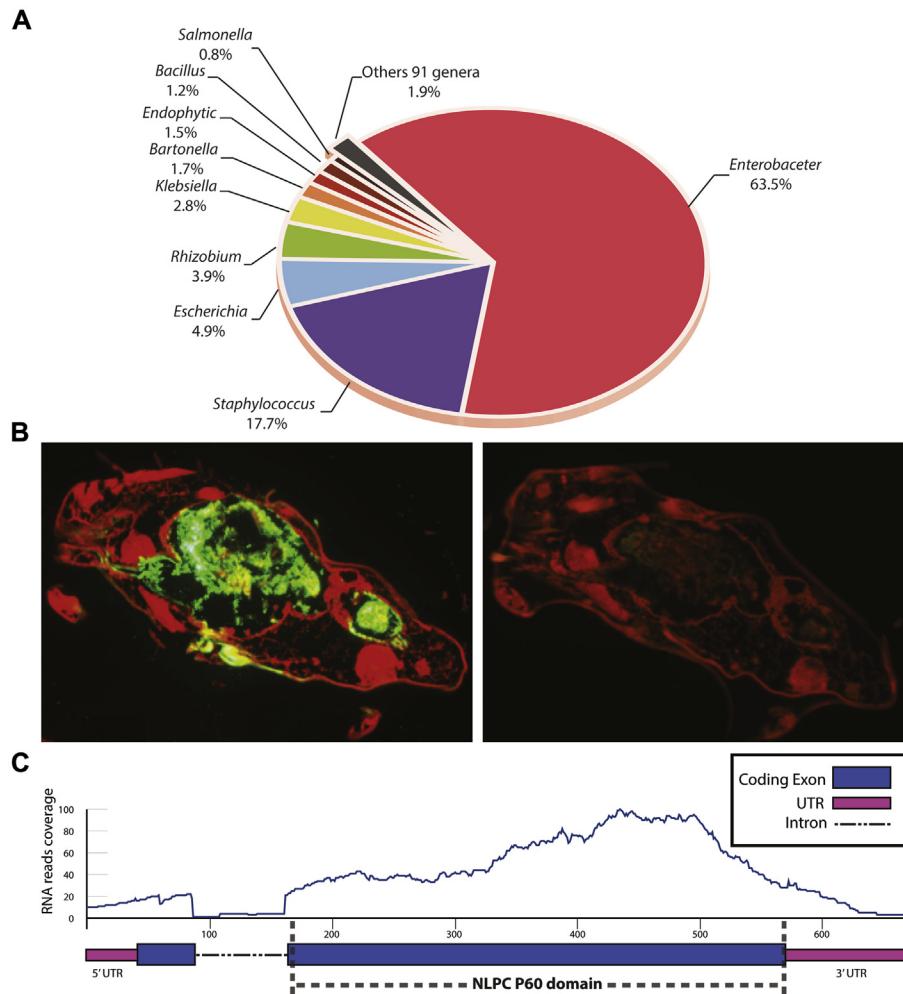 A
Salmonella
0.8%
Bacillus
1.2%
Endophytic
1.5%
Bartonella
1.7%
Klebsiella
2.8%
Rhizobium
3.9%
Escherichia
4.9%
Staphylococcus
17.7%
Others 91 genera
1.9%
Enterobacter
63.5%
B
C
Coding Exon
UTR
Intron
RNA reads coverage
100
80
60
40
20
0
100 200 300 400 500 600
5' UTR
3' UTR
NLPC P60 domain